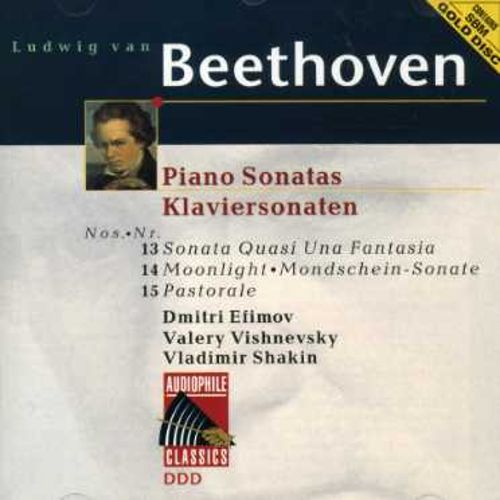 Ludwig van
Beethoven
SBM
GOLD DISC
Piano Sonatas
Klaviersonaten
Nos.•Nr.
13 Sonata Quasi Una Fantasia
14 Moonlight•Mondschein-Sonate
15 Pastorale
Dmitri Efimov
Valery Vishnevsky
Vladimir Shakin
AUDIOPHILE
CLASSICS
DDD